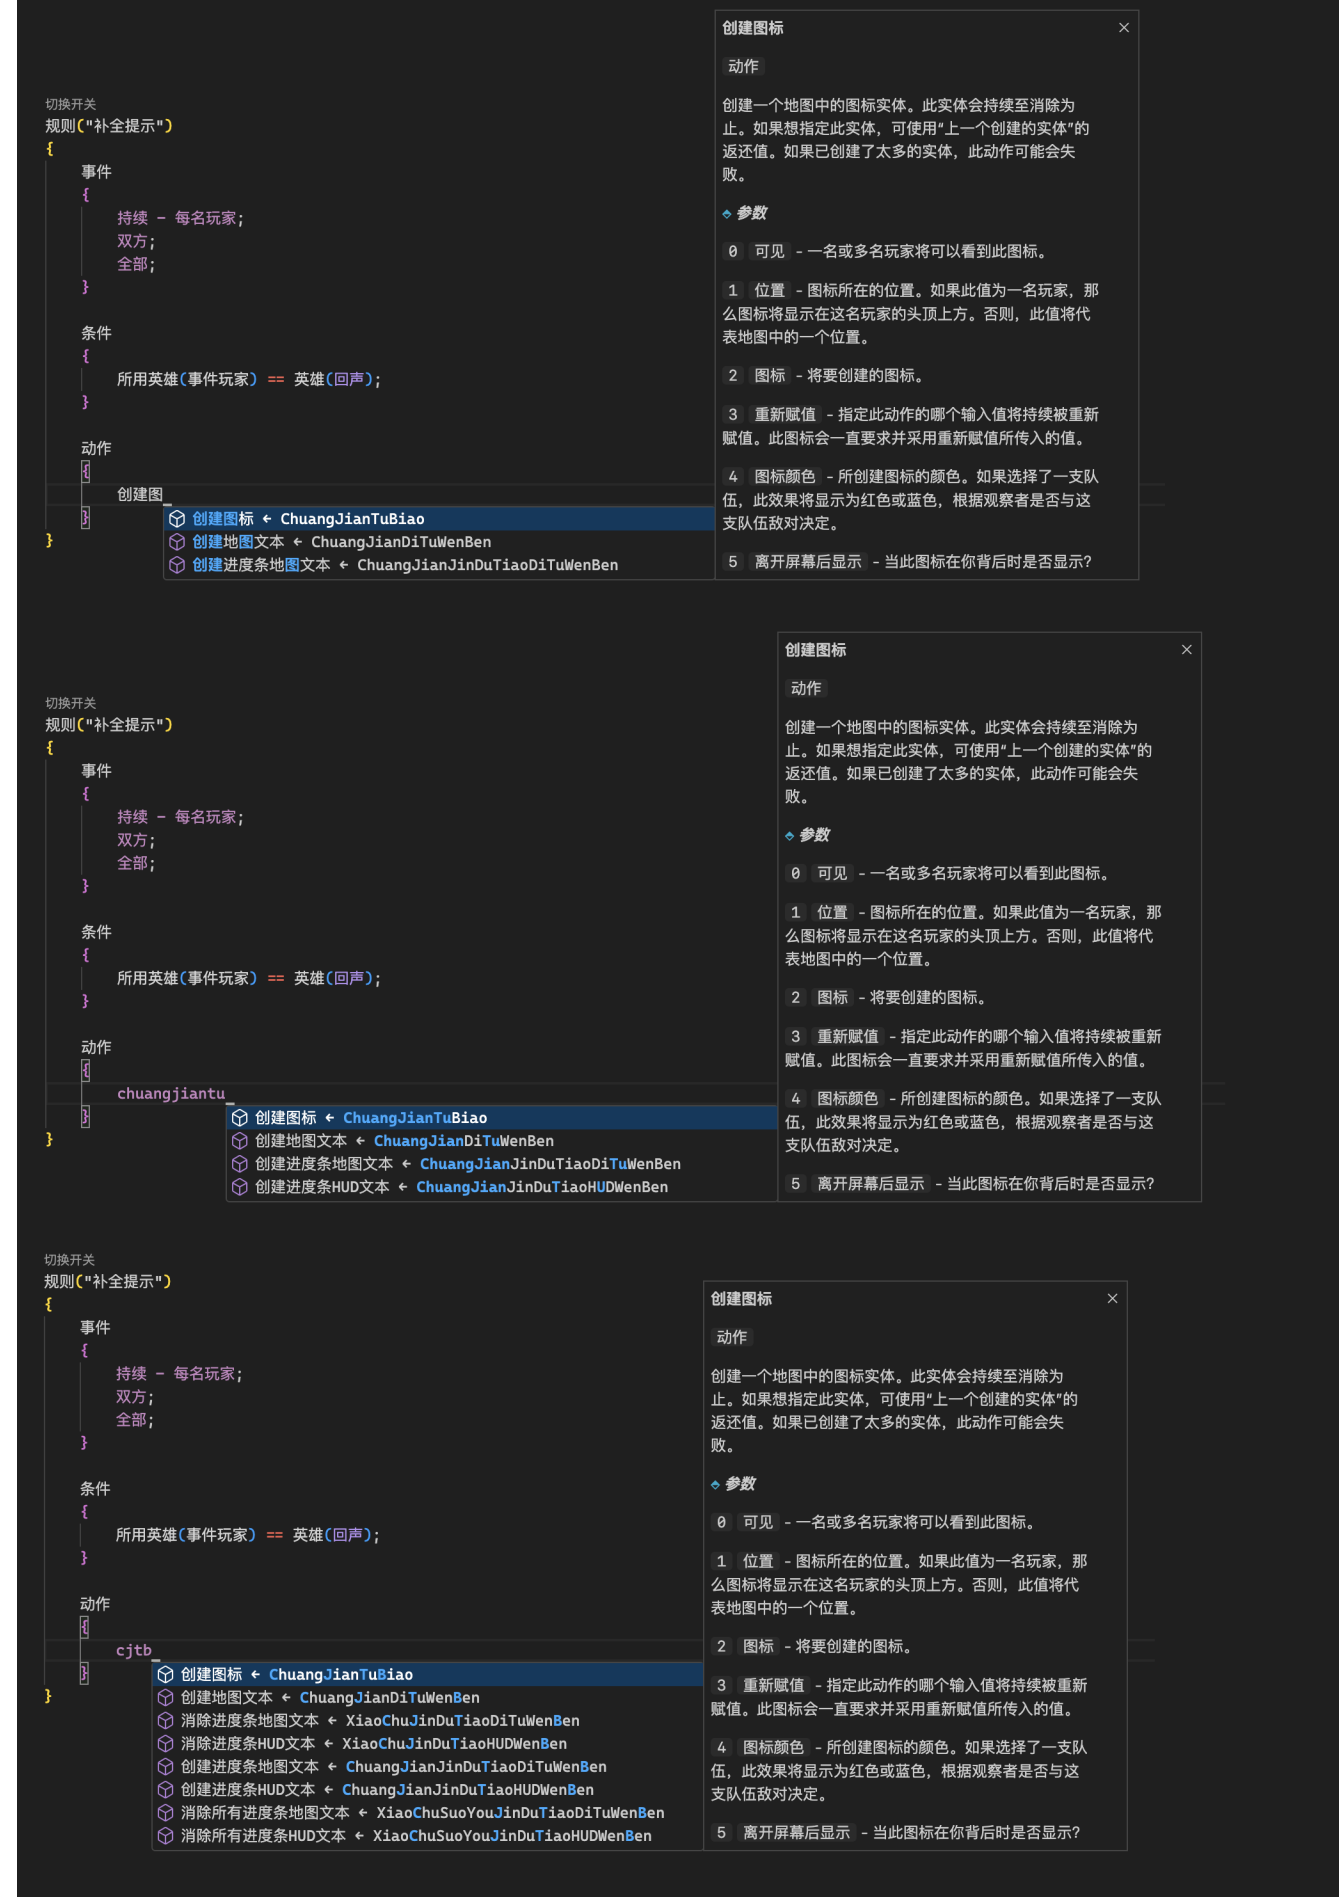 切换开关
规则("补全提示")
{
事件
{
持续 - 每名玩家;
双方;
全部;
}
条件
{
所用英雄(事件玩家) == 英雄(回声);
}
动作
{
创建图
}
}
创建图标 ← ChuangJianTuBiao
创建地图文本 ← ChuangJianDiTuWenBen
创建进度条地图文本 ← ChuangJianJinDuTiaoDiTuWenBen
创建图标
动作
创建一个地图中的图标实体。此实体会持续至消除为
止。如果想指定此实体，可使用“上一个创建的实体”的
返还值。如果已创建了太多的实体，此动作可能会失
败。
参数
0 可见 - 一名或多名玩家将可以看到此图标。
1 位置 - 图标所在的位置。如果此值为一名玩家，那
么图标将显示在这名玩家的头顶上方。否则，此值将代
表地图中的一个位置。
2 图标 - 将要创建的图标。
3 重新赋值 - 指定此动作的哪个输入值将持续被重新
赋值。此图标会一直要求并采用重新赋值所传入的值。
4 图标颜色 - 所创建图标的颜色。如果选择了一支队
伍，此效果将显示为红色或蓝色，根据观察者是否与这
支队伍敌对决定。
5 离开屏幕后显示 - 当此图标在你背后时是否显示?
切换开关
规则("补全提示")
{
事件
{
持续 - 每名玩家;
双方;
全部;
}
条件
{
所用英雄(事件玩家) == 英雄(回声);
}
动作
{
chuangjiantu
}
}
创建图标 ← ChuangJianTuBiao
创建地图文本 ← ChuangJianDiTuWenBen
创建进度条地图文本 ← ChuangJianJinDuTiaoDiTuWenBen
创建进度条HUD文本 ← ChuangJianJinDuTiaoHUDWenBen
创建图标
动作
创建一个地图中的图标实体。此实体会持续至消除为
止。如果想指定此实体，可使用“上一个创建的实体”的
返还值。如果已创建了太多的实体，此动作可能会失
败。
参数
0 可见 - 一名或多名玩家将可以看到此图标。
1 位置 - 图标所在的位置。如果此值为一名玩家，那
么图标将显示在这名玩家的头顶上方。否则，此值将代
表地图中的一个位置。
2 图标 - 将要创建的图标。
3 重新赋值 - 指定此动作的哪个输入值将持续被重新
赋值。此图标会一直要求并采用重新赋值所传入的值。
4 图标颜色 - 所创建图标的颜色。如果选择了一支队
伍，此效果将显示为红色或蓝色，根据观察者是否与这
支队伍敌对决定。
5 离开屏幕后显示 - 当此图标在你背后时是否显示?
切换开关
规则("补全提示")
{
事件
{
持续 - 每名玩家;
双方;
全部;
}
条件
{
所用英雄(事件玩家) == 英雄(回声);
}
动作
{
cjtb
}
}
创建图标 ← ChuangJianTuBiao
创建地图文本 ← ChuangJianDiTuWenBen
消除进度条地图文本 ← XiaoChuJinDuTiaoDiTuWenBen
消除进度条HUD文本 ← XiaoChuJinDuTiaoHUDWenBen
创建进度条地图文本 ← ChuangJianJinDuTiaoDiTuWenBen
创建进度条HUD文本 ← ChuangJianJinDuTiaoHUDWenBen
消除所有进度条地图文本 ← XiaoChuSuoYouJinDuTiaoDiTuWenBen
消除所有进度条HUD文本 ← XiaoChuSuoYouJinDuTiaoHUDWenBen
创建图标
动作
创建一个地图中的图标实体。此实体会持续至消除为
止。如果想指定此实体，可使用“上一个创建的实体”的
返还值。如果已创建了太多的实体，此动作可能会失
败。
参数
0 可见 - 一名或多名玩家将可以看到此图标。
1 位置 - 图标所在的位置。如果此值为一名玩家，那
么图标将显示在这名玩家的头顶上方。否则，此值将代
表地图中的一个位置。
2 图标 - 将要创建的图标。
3 重新赋值 - 指定此动作的哪个输入值将持续被重新
赋值。此图标会一直要求并采用重新赋值所传入的值。
4 图标颜色 - 所创建图标的颜色。如果选择了一支队
伍，此效果将显示为红色或蓝色，根据观察者是否与这
支队伍敌对决定。
5 离开屏幕后显示 - 当此图标在你背后时是否显示?